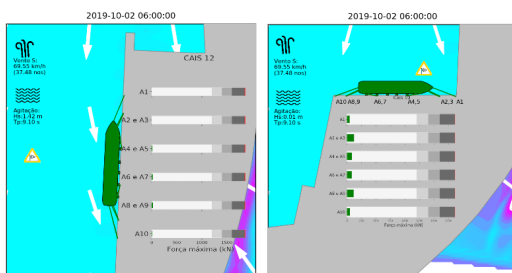 2019-10-02 06:00:00
Vento S:
69.55 km/h
(37.48 nos)
Agitação:
Hs:1.42 m
Tp:9.10 s
CAIS 12
A1
A2 e A3
A4 e A5
A6 e A7
A8 e A9
A10
0 500 1000 1500
Força máxima (kN)
2019-10-02 06:00:00
Vento S:
69.55 km/h
(37.48 nos)
Agitação:
Hs:0.01 m
Tp:9.10 s
A10 A8,9 A6,7 A4,5 A2,3 A1
A1
A2 e A3
A4 e A5
A6 e A7
A8 e A9
Força máxima (kN)